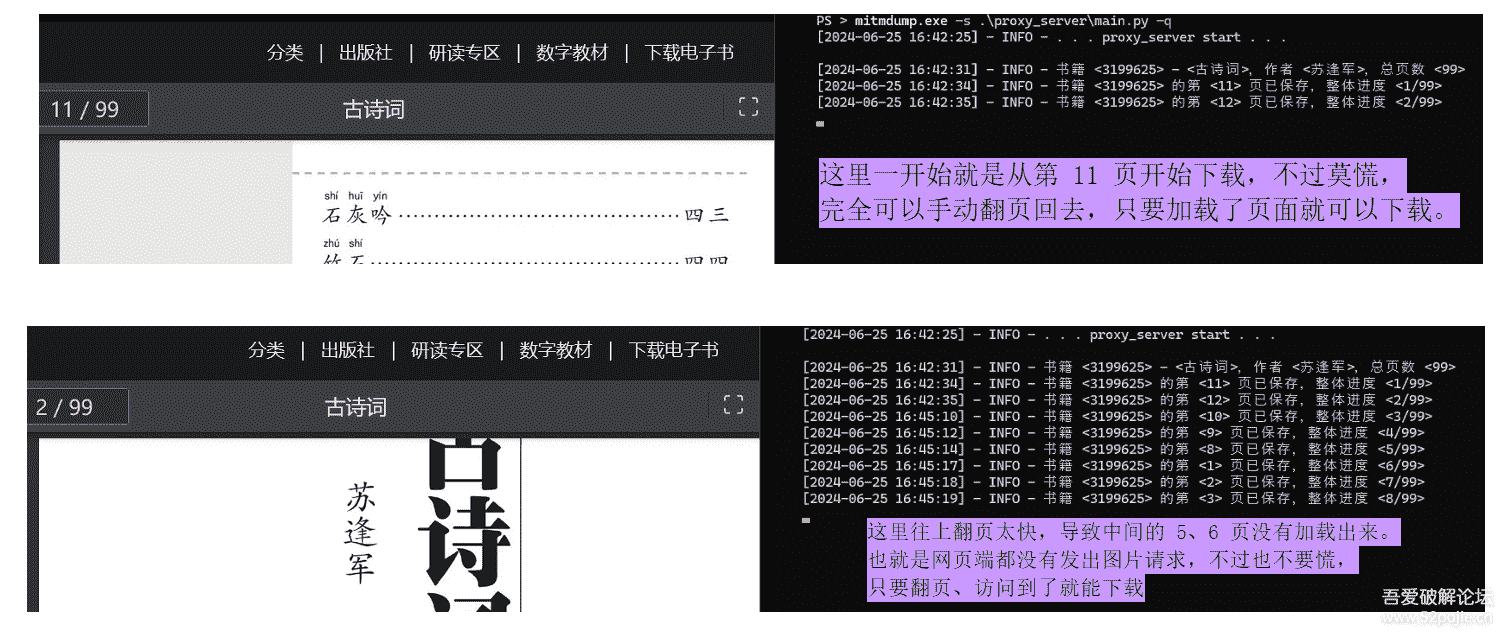 分类 | 出版社 | 研读专区 | 数字教材 | 下载电子书
11 / 99
古诗词
shí huī yín
石灰吟 …………………………………… 四三
zhú shí
竹石 …………………………………… 四四
PS > mitmdump.exe -s .\proxy_server\main.py -q
[2024-06-25 16:42:25] - INFO - . . . proxy_server start . . .
[2024-06-25 16:42:31] - INFO - 书籍 <3199625> - <古诗词>, 作者 <苏逢军>, 总页数 <99>
[2024-06-25 16:42:34] - INFO - 书籍 <3199625> 的第 <11> 页已保存, 整体进度 <1/99>
[2024-06-25 16:42:35] - INFO - 书籍 <3199625> 的第 <12> 页已保存, 整体进度 <2/99>
这里一开始就是从第 11 页开始下载，不过莫慌，
完全可以手动翻页回去，只要加载了页面就可以下载。
分类 | 出版社 | 研读专区 | 数字教材 | 下载电子书
2 / 99
古诗词
古诗词
苏逢军
[2024-06-25 16:42:25] - INFO - . . . proxy_server start . . .
[2024-06-25 16:42:31] - INFO - 书籍 <3199625> - <古诗词>, 作者 <苏逢军>, 总页数 <99>
[2024-06-25 16:42:34] - INFO - 书籍 <3199625> 的第 <11> 页已保存, 整体进度 <1/99>
[2024-06-25 16:42:35] - INFO - 书籍 <3199625> 的第 <12> 页已保存, 整体进度 <2/99>
[2024-06-25 16:45:10] - INFO - 书籍 <3199625> 的第 <10> 页已保存, 整体进度 <3/99>
[2024-06-25 16:45:12] - INFO - 书籍 <3199625> 的第 <9> 页已保存, 整体进度 <4/99>
[2024-06-25 16:45:14] - INFO - 书籍 <3199625> 的第 <8> 页已保存, 整体进度 <5/99>
[2024-06-25 16:45:17] - INFO - 书籍 <3199625> 的第 <1> 页已保存, 整体进度 <6/99>
[2024-06-25 16:45:18] - INFO - 书籍 <3199625> 的第 <2> 页已保存, 整体进度 <7/99>
[2024-06-25 16:45:19] - INFO - 书籍 <3199625> 的第 <3> 页已保存, 整体进度 <8/99>
这里往上翻页太快，导致中间的 5、6 页没有加载出来。
也就是网页端都没有发出图片请求，不过也不要慌，
只要翻页、访问到了就能下载
吾爱破解论坛
www.52pojie.cn